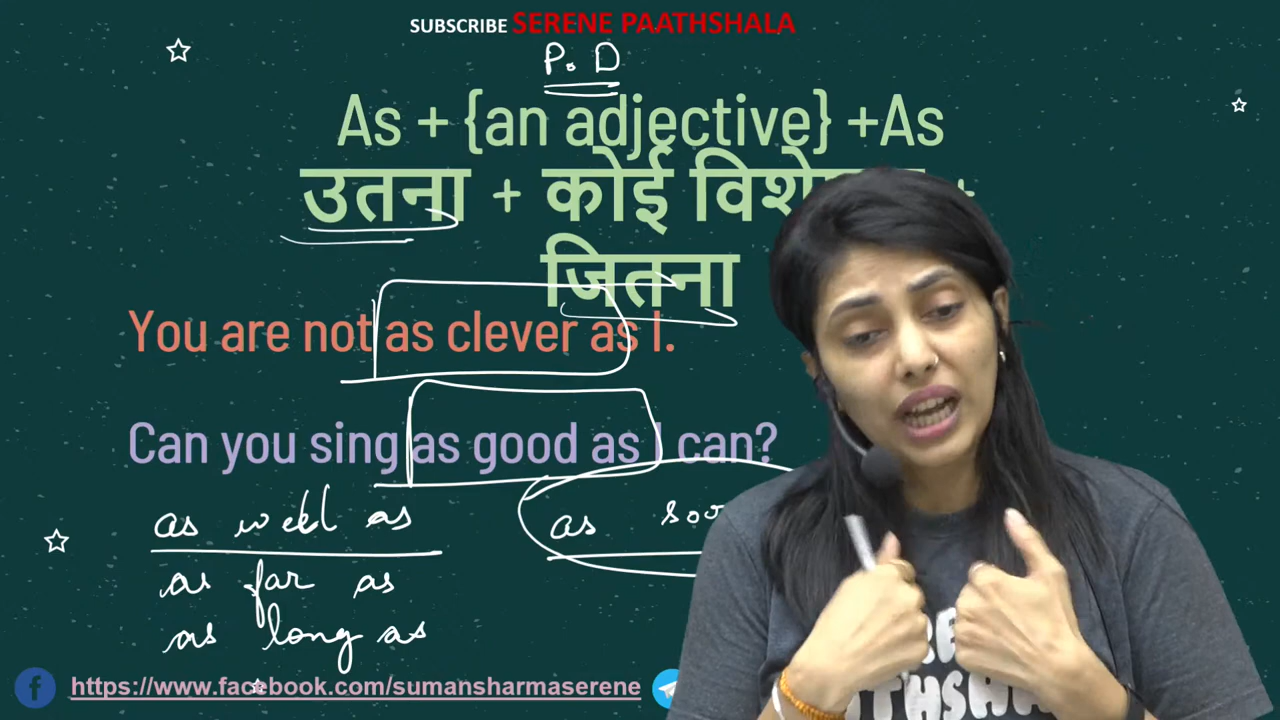 SUBSCRIBE SERENE PAATHSHALA
P. D
As + {an adjective} +As
उतना + कोई +
जितना
You are not as clever as I.
Can you sing as good as I can?
as well as
as
as far as
as long as
https://www.facebook.com/sumansharmaserene